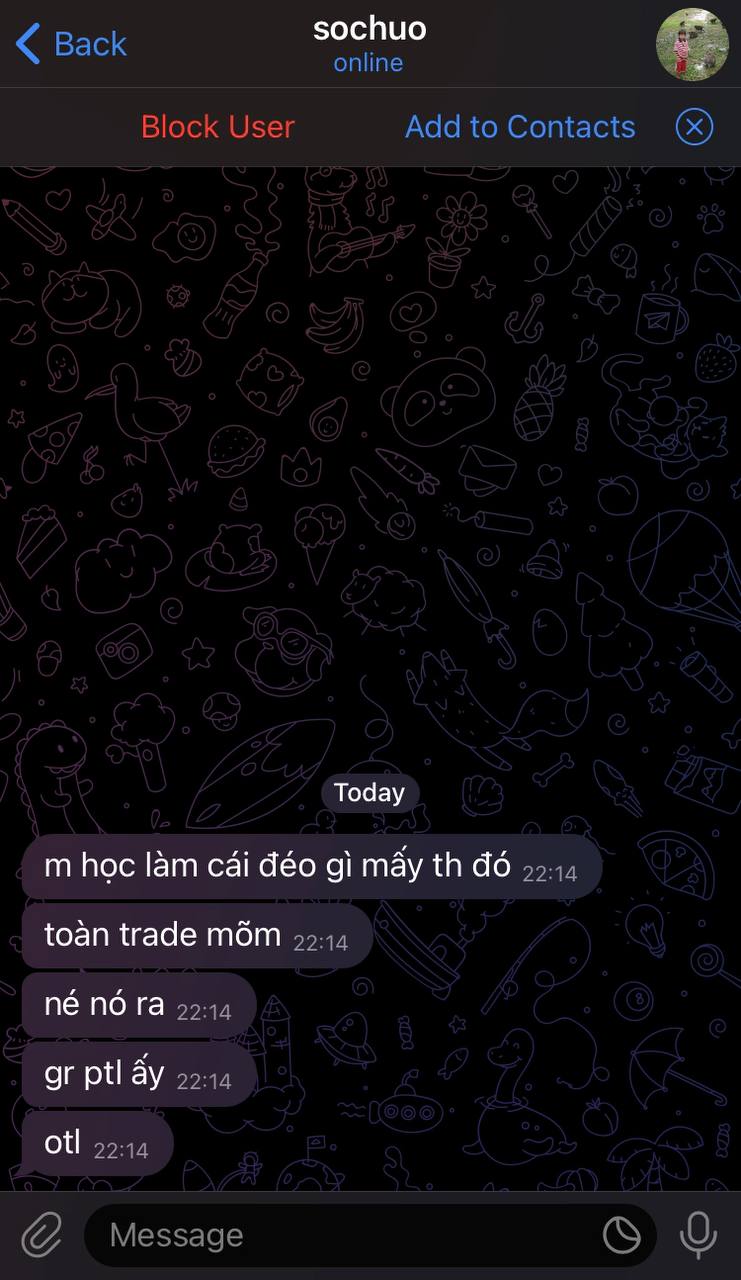 Back
sochuo
online
Block User
Add to Contacts
Today
m học làm cái đéo gì mấy th đó 22:14
toàn trade mõm 22:14
né nó ra 22:14
gr ptl ấy 22:14
otl 22:14
Message